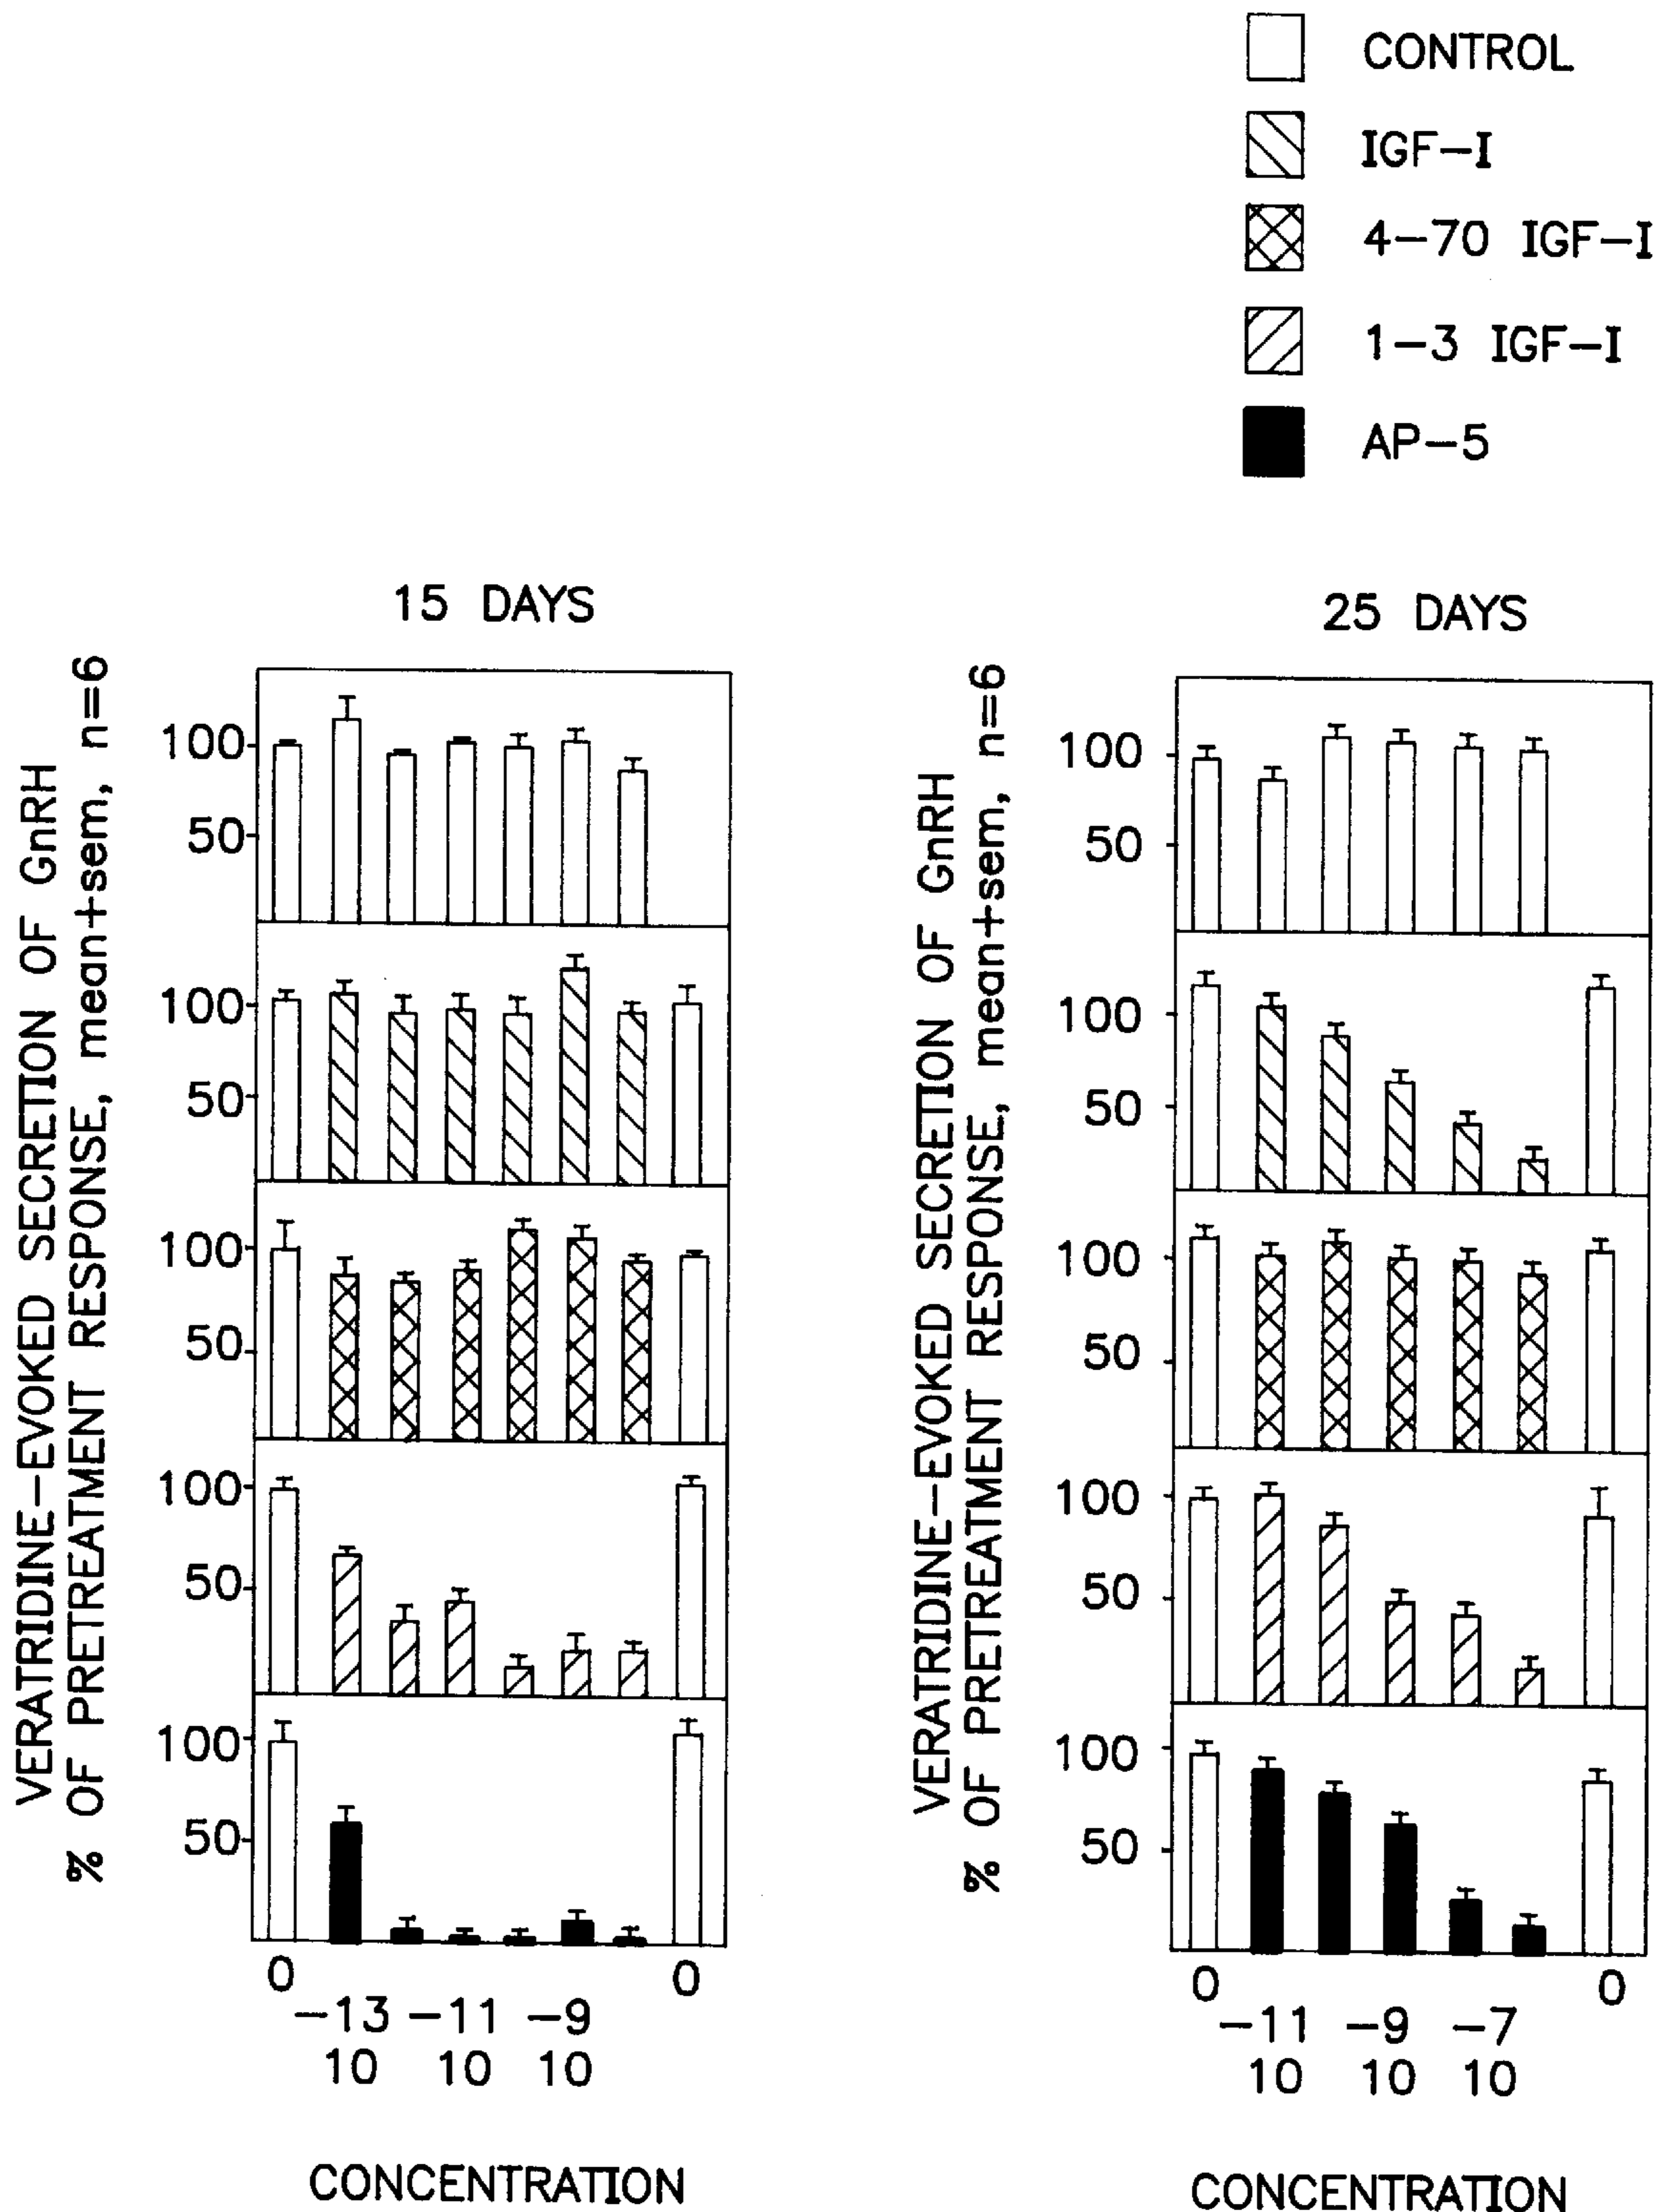 CONTROL
IGF-I
4-70 IGF-I
1-3 IGF-I
AP-5
15 DAYS
VERATRIDINE-EVOKED SECRETION OF GnRH
% OF PRETREATMENT RESPONSE, mean+sem, n=6
100
50
100
50
100
50
100
50
100
50
0 0
-13 -11 -9
10 10 10
CONCENTRATION
25 DAYS
VERATRIDINE-EVOKED SECRETION OF GnRH
% OF PRETREATMENT RESPONSE, mean+sem, n=6
100
50
100
50
100
50
100
50
100
50
0 0
-11 -9 -7
10 10 10
CONCENTRATION